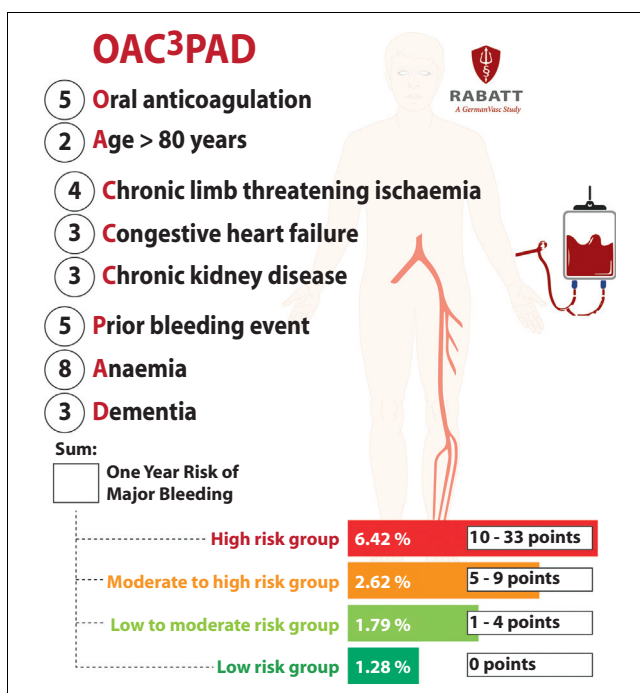 OAC³PAD
RABATT
A GermanVasc Study
5 Oral anticoagulation
2 Age > 80 years
4 Chronic limb threatening ischaemia
3 Congestive heart failure
3 Chronic kidney disease
5 Prior bleeding event
8 Anaemia
3 Dementia
Sum:
One Year Risk of
Major Bleeding
High risk group 6.42 % 10 - 33 points
Moderate to high risk group 2.62 % 5 - 9 points
Low to moderate risk group 1.79 % 1 - 4 points
Low risk group 1.28 % 0 points